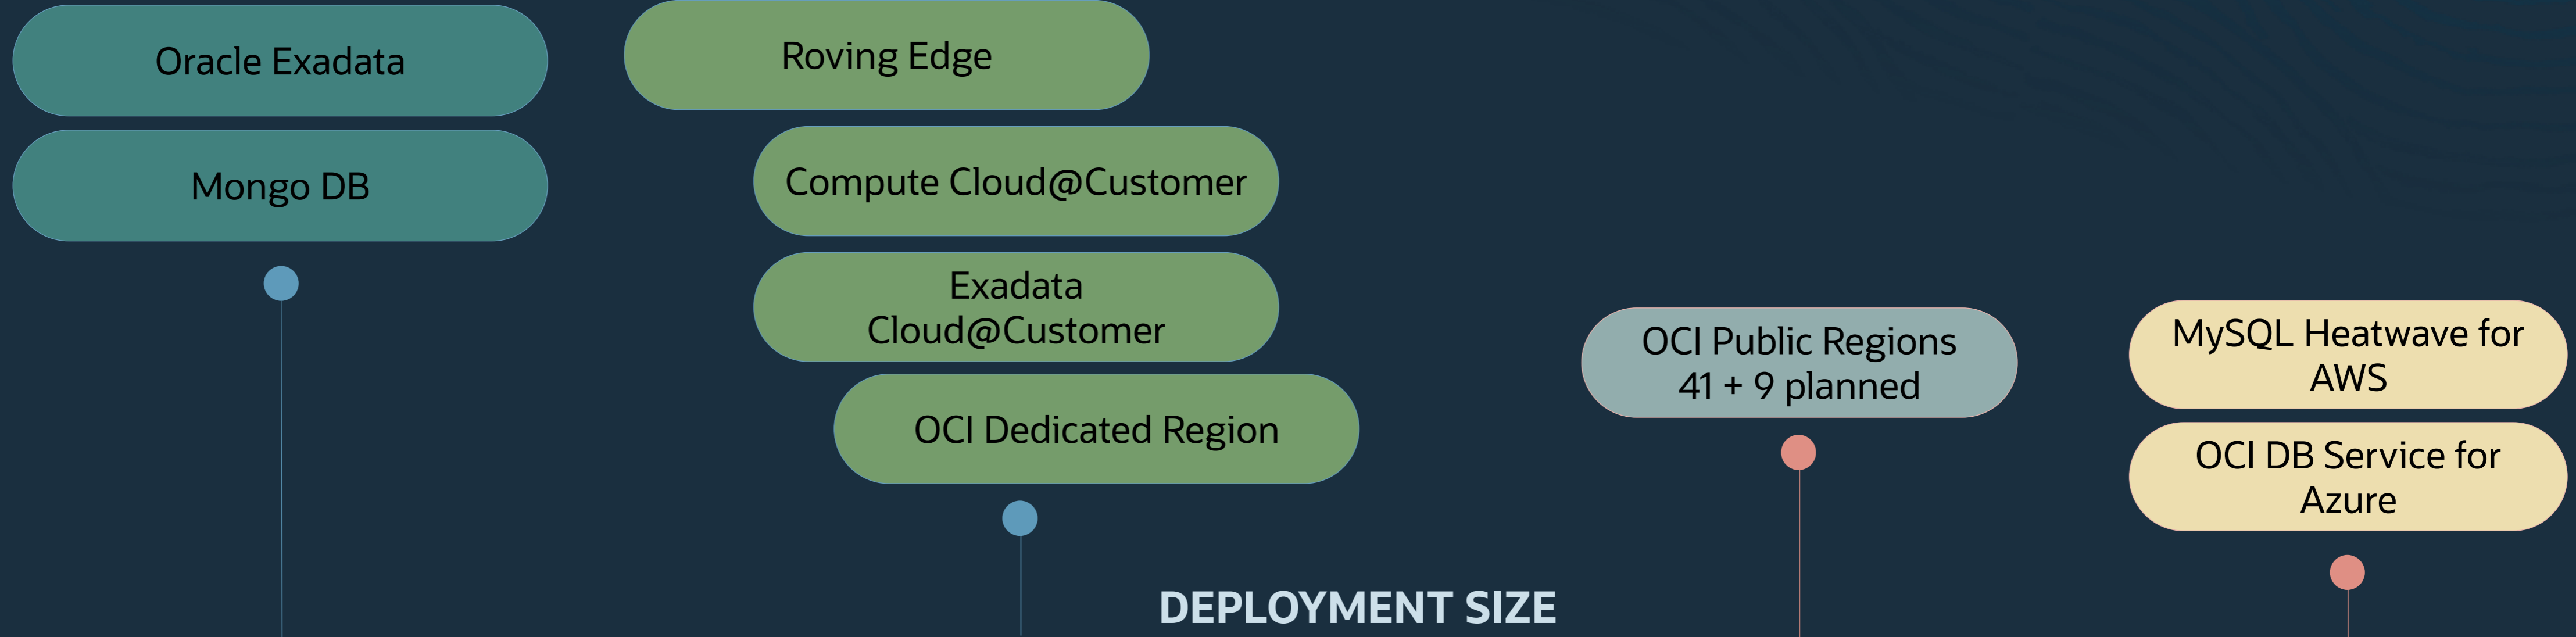 Oracle Exadata
Mongo DB
Roving Edge
Compute Cloud@Customer
Exadata
Cloud@Customer
OCI Dedicated Region
OCI Public Regions
41 + 9 planned
MySQL Heatwave for
AWS
OCI DB Service for
Azure
DEPLOYMENT SIZE